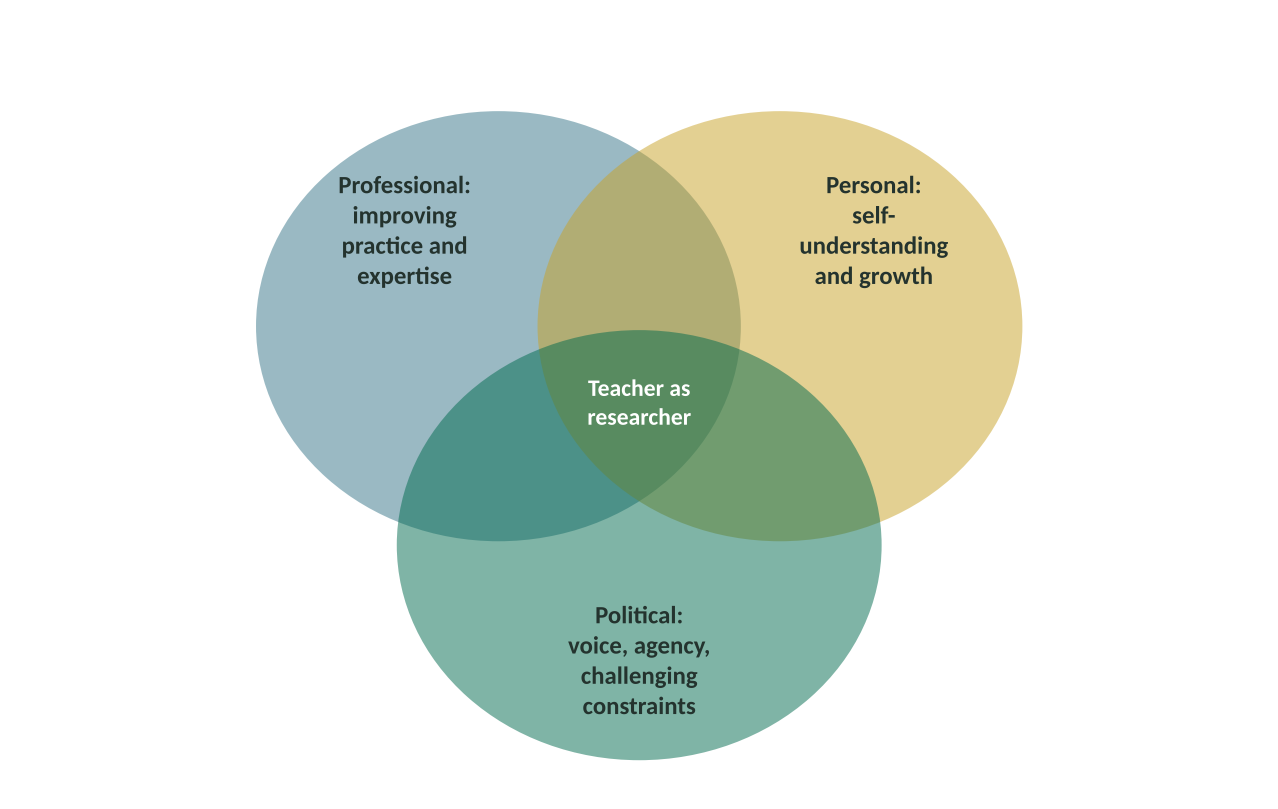 Professional:
improving
practice and
expertise
Personal:
self-
understanding
and growth
Teacher as
researcher
Political:
voice, agency,
challenging
constraints